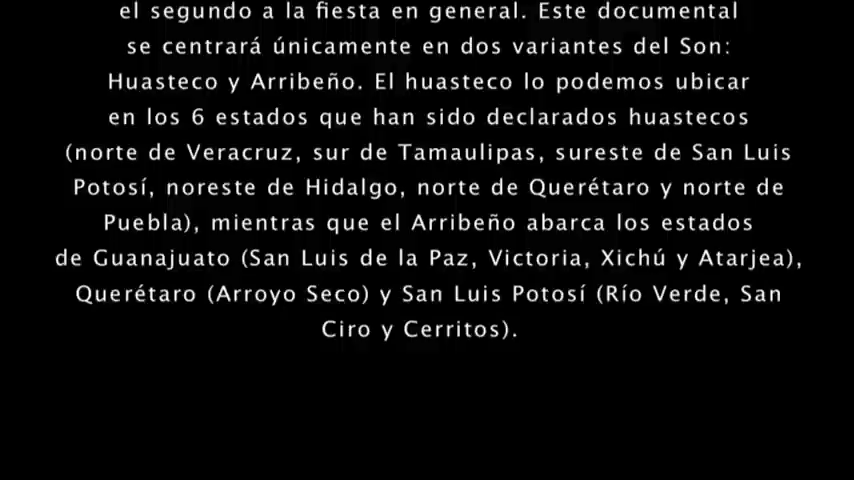 el segundo a la fiesta en general. Este documental
se centrará únicamente en dos variantes del Son:
Huasteco y Arribeño. El huasteco lo podemos ubicar
en los 6 estados que han sido declarados huastecos
(norte de Veracruz, sur de Tamaulipas, sureste de San Luis
Potosí, noreste de Hidalgo, norte de Querétaro y norte de
Puebla), mientras que el Arribeño abarca los estados
de Guanajuato (San Luis de la Paz, Victoria, Xichú y Atarjea),
Querétaro (Arroyo Seco) y San Luis Potosí (Río Verde, San
Ciro y Cerritos).